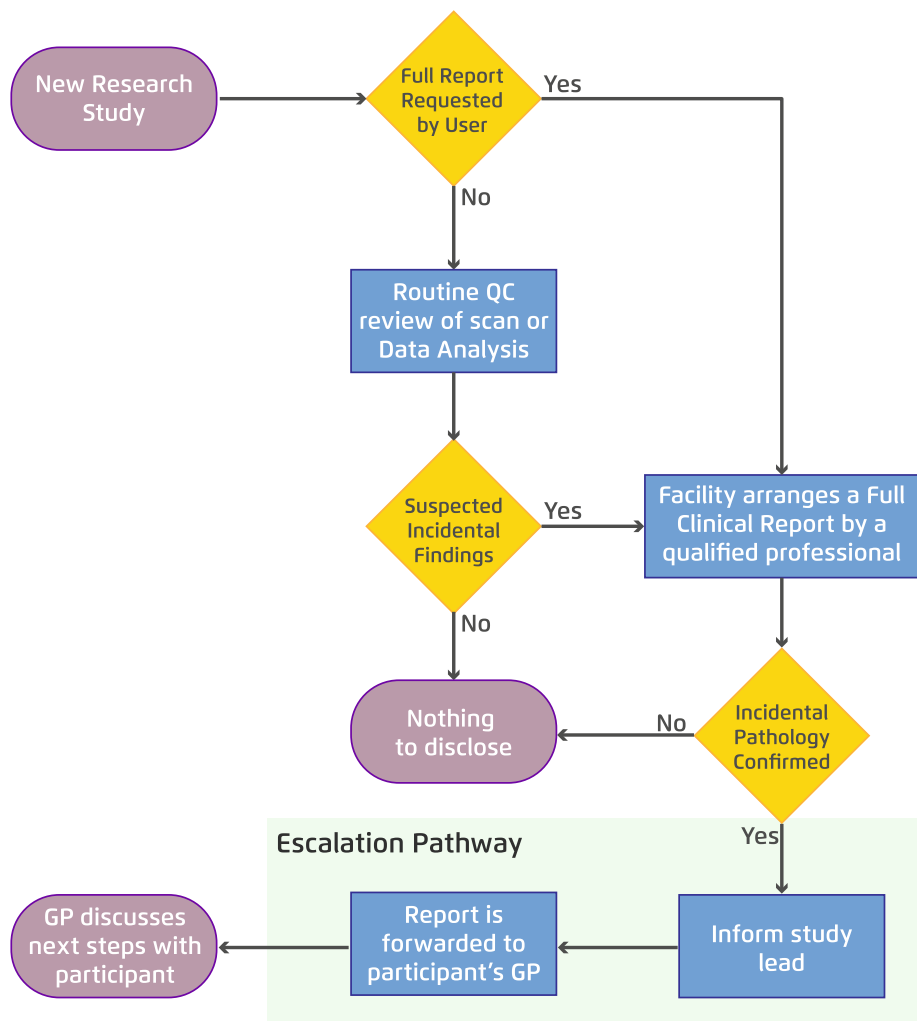 New Research
Study
Full Report
Requested
by User
Yes
No
Routine QC
review of scan or
Data Analysis
Suspected
Incidental
Findings
Yes
Facility arranges a Full
Clinical Report by a
qualified professional
No
Nothing
to disclose
No
Incidental
Pathology
Confirmed
Yes
Escalation Pathway
GP discusses
next steps with
participant
Report is
forwarded to
participant's GP
Inform study
lead